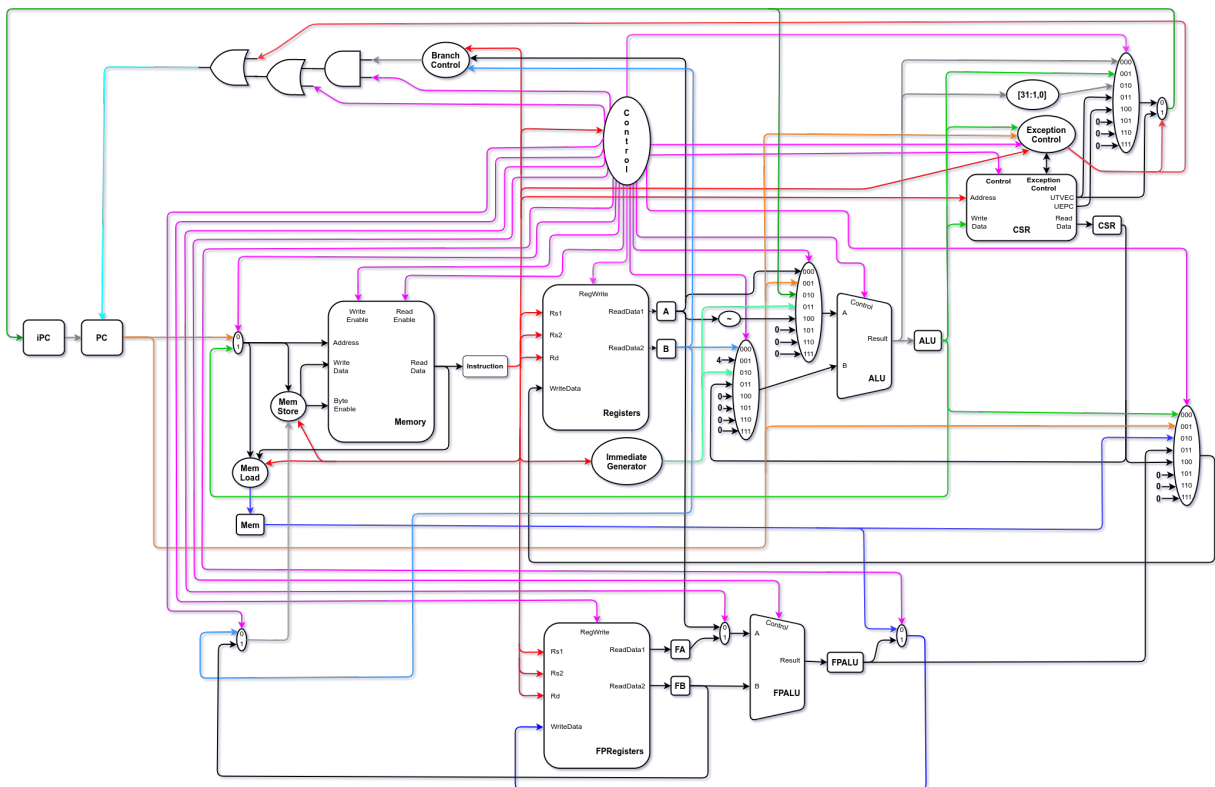 Branch
Control
C
o
n
t
r
o
l
000
001
010
011
100
101
110
111
0
0
0
[31:1,0]
0
1
Exception
Control
Control
Exception
Control
Address
UTVEC
UEPC
Write
Data
Read
Data
CSR
CSR
iPC
PC
0
1
Write
Enable
Read
Enable
Address
Write
Data
Read
Data
Byte
Enable
Memory
Mem
Store
Mem
Load
Mem
Instruction
RegWrite
Rs1
Rs2
Rd
WriteData
ReadData1
ReadData2
Registers
A
B
~
Immediate
Generator
000
001
010
011
100
101
110
111
0
0
0
000
001
010
011
100
101
110
111
4
0
0
0
0
Control
A
B
Result
ALU
ALU
000
001
010
011
100
101
110
111
0
0
0
0
1
RegWrite
Rs1
Rs2
Rd
WriteData
ReadData1
ReadData2
FPRegisters
FA
FB
0
1
Control
A
B
Result
FPALU
FPALU
0
1